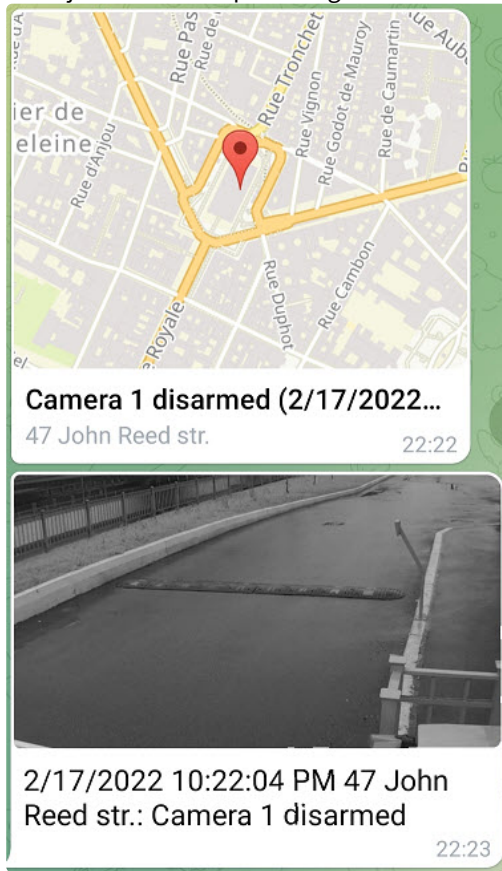 Rue Pas
Rue de
Rue Tronchet
Rue Vignon
Rue Godot de Mauroy
Rue de Caumartin
ue Aub
ier de
eleine
Rue d'Anjou
Rue Duphot
Rue Cambon
e Royale
Camera 1 disarmed (2/17/2022...
47 John Reed str.
22:22
2/17/2022 10:22:04 PM 47 John
Reed str.: Camera 1 disarmed
22:23